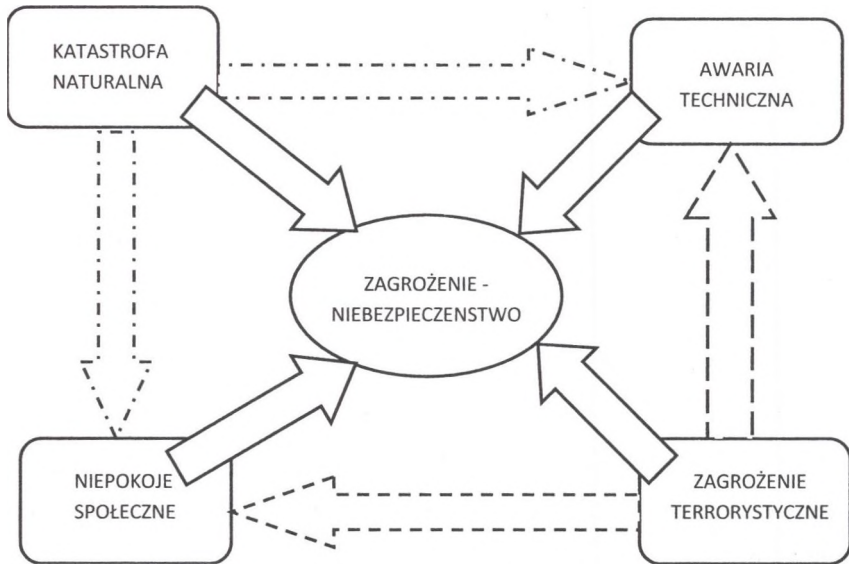 KATASTROFA
NATURALNA
AWARIA
TECHNICZNA
ZAGROŻENIE -
NIEBEZPIECZENSTWO
NIEPOKOJE
SPOŁECZNE
ZAGROŻENIE
TERRORYSTYCZNE